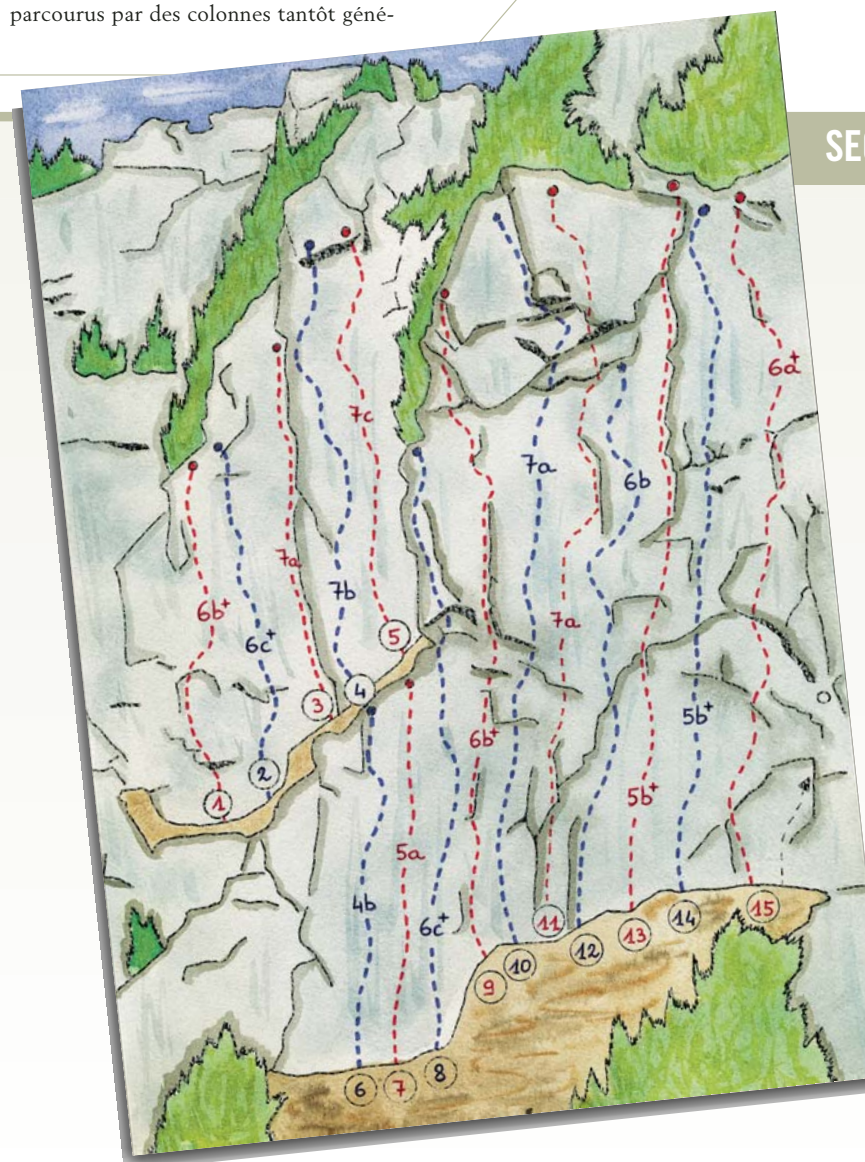 parcourus par des colonnes tantôt géné-
SE
6a+
7c
7a
6b
7a
7b
6b+
6c+
7a
5
4
3
5b+
6b+
2
5b+
1
5a
4b
6c+
15
14
11
13
12
10
9
8
7
6